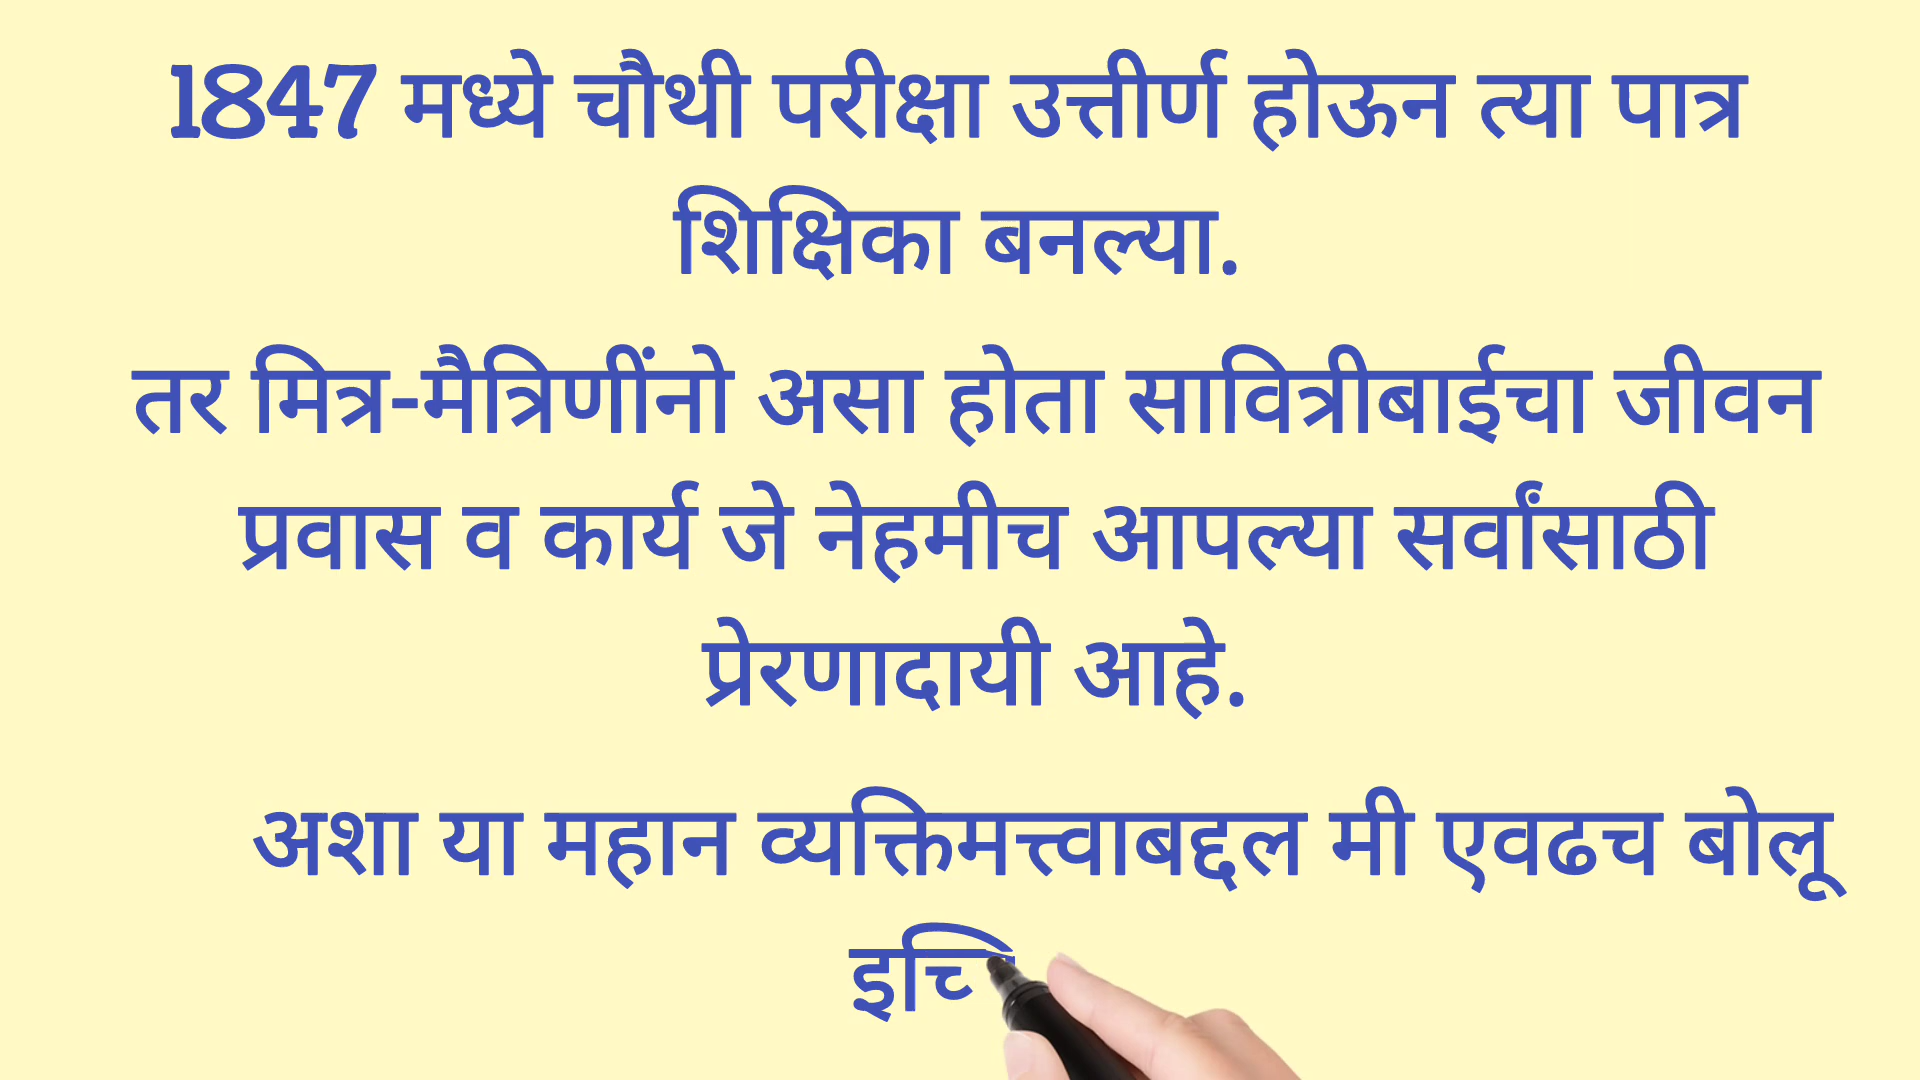 1847 मध्ये चौथी परीक्षा उत्तीर्ण होऊन त्या पात्र
शिक्षिका बनल्या.
तर मित्र-मैत्रिणींनो असा होता सावित्रीबाईचा जीवन
प्रवास व कार्य जे नेहमीच आपल्या सर्वांसाठी
प्रेरणादायी आहे.
अशा या महान व्यक्तिमत्त्वाबद्दल मी एवढच बोलू